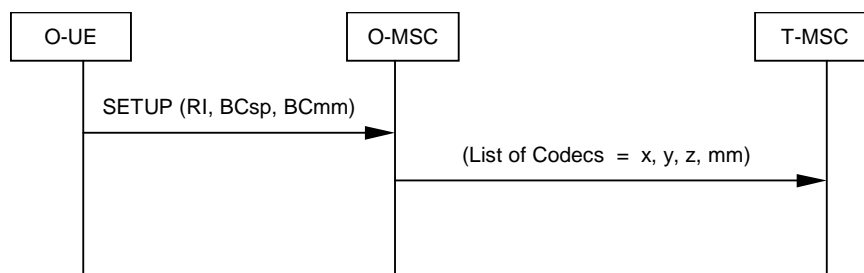 O-UE
O-MSC
T-MSC
SETUP (RI, BCsp, BCmm)
(List of Codecs = x, y, z, mm)